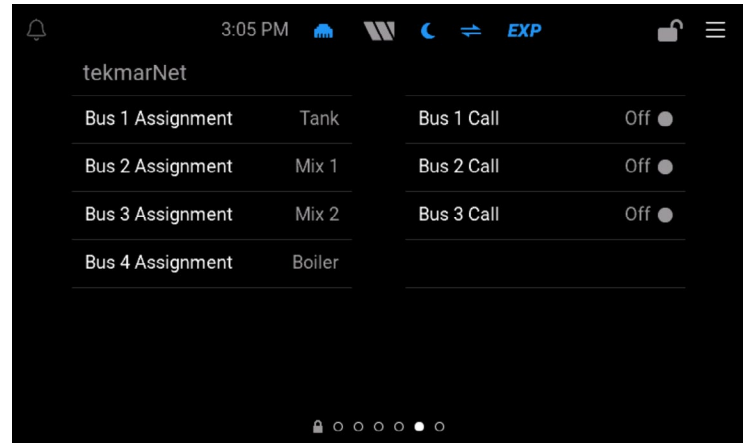 3:05 PM EXP
tekmarNet
Bus 1 Assignment Tank Bus 1 Call Off
Bus 2 Assignment Mix 1 Bus 2 Call Off
Bus 3 Assignment Mix 2 Bus 3 Call Off
Bus 4 Assignment Boiler